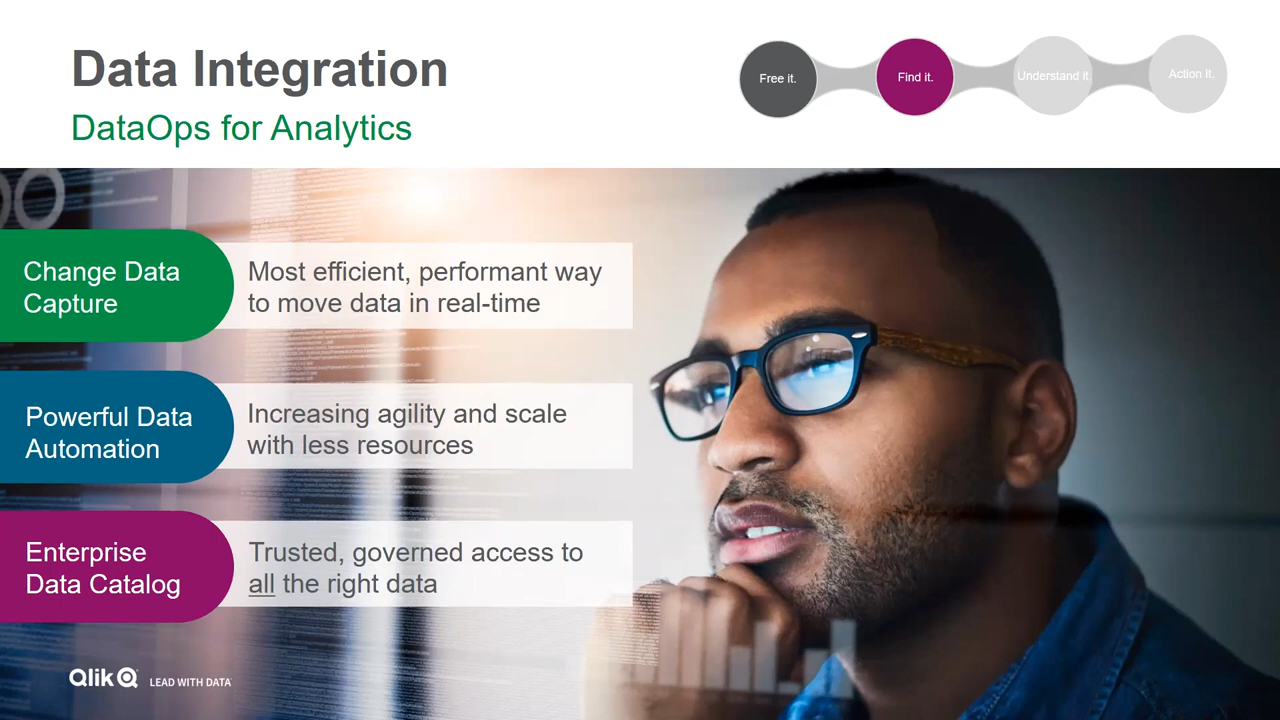 Data Integration
DataOps for Analytics
Free it.
Find it.
Understand it.
Action it.
Change Data
Capture
Most efficient, performant way
to move data in real-time
Powerful Data
Automation
Increasing agility and scale
with less resources
Enterprise
Data Catalog
Trusted, governed access to
all the right data
Qlik
LEAD WITH DATA